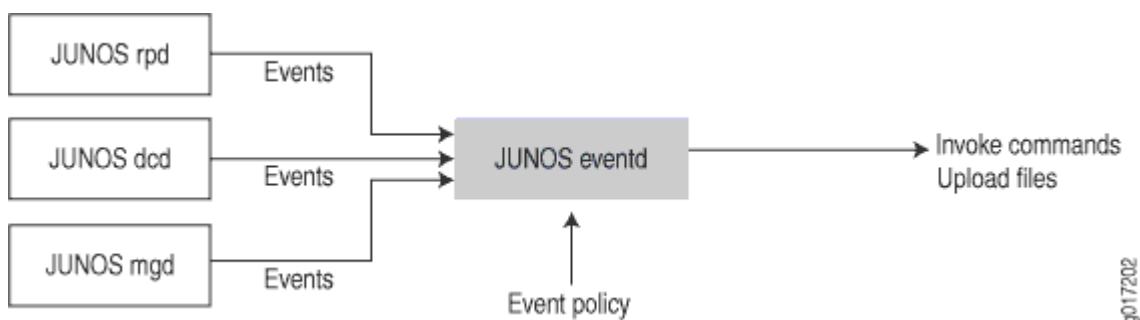 JUNOS rpd
Events
JUNOS dcd
Events
JUNOS mgd
Events
JUNOS eventd
Event policy
Invoke commands
Upload files
g017202